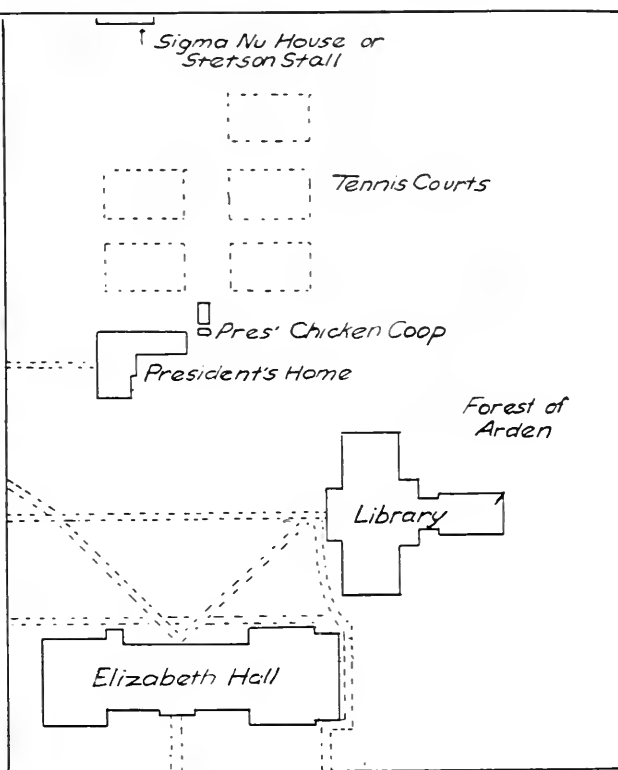 Sigma Nu House or
Stetson Stall
Tennis Courts
Pres' Chicken Coop
President's Home
Forest of
Arden
Library
Elizabeth Hall